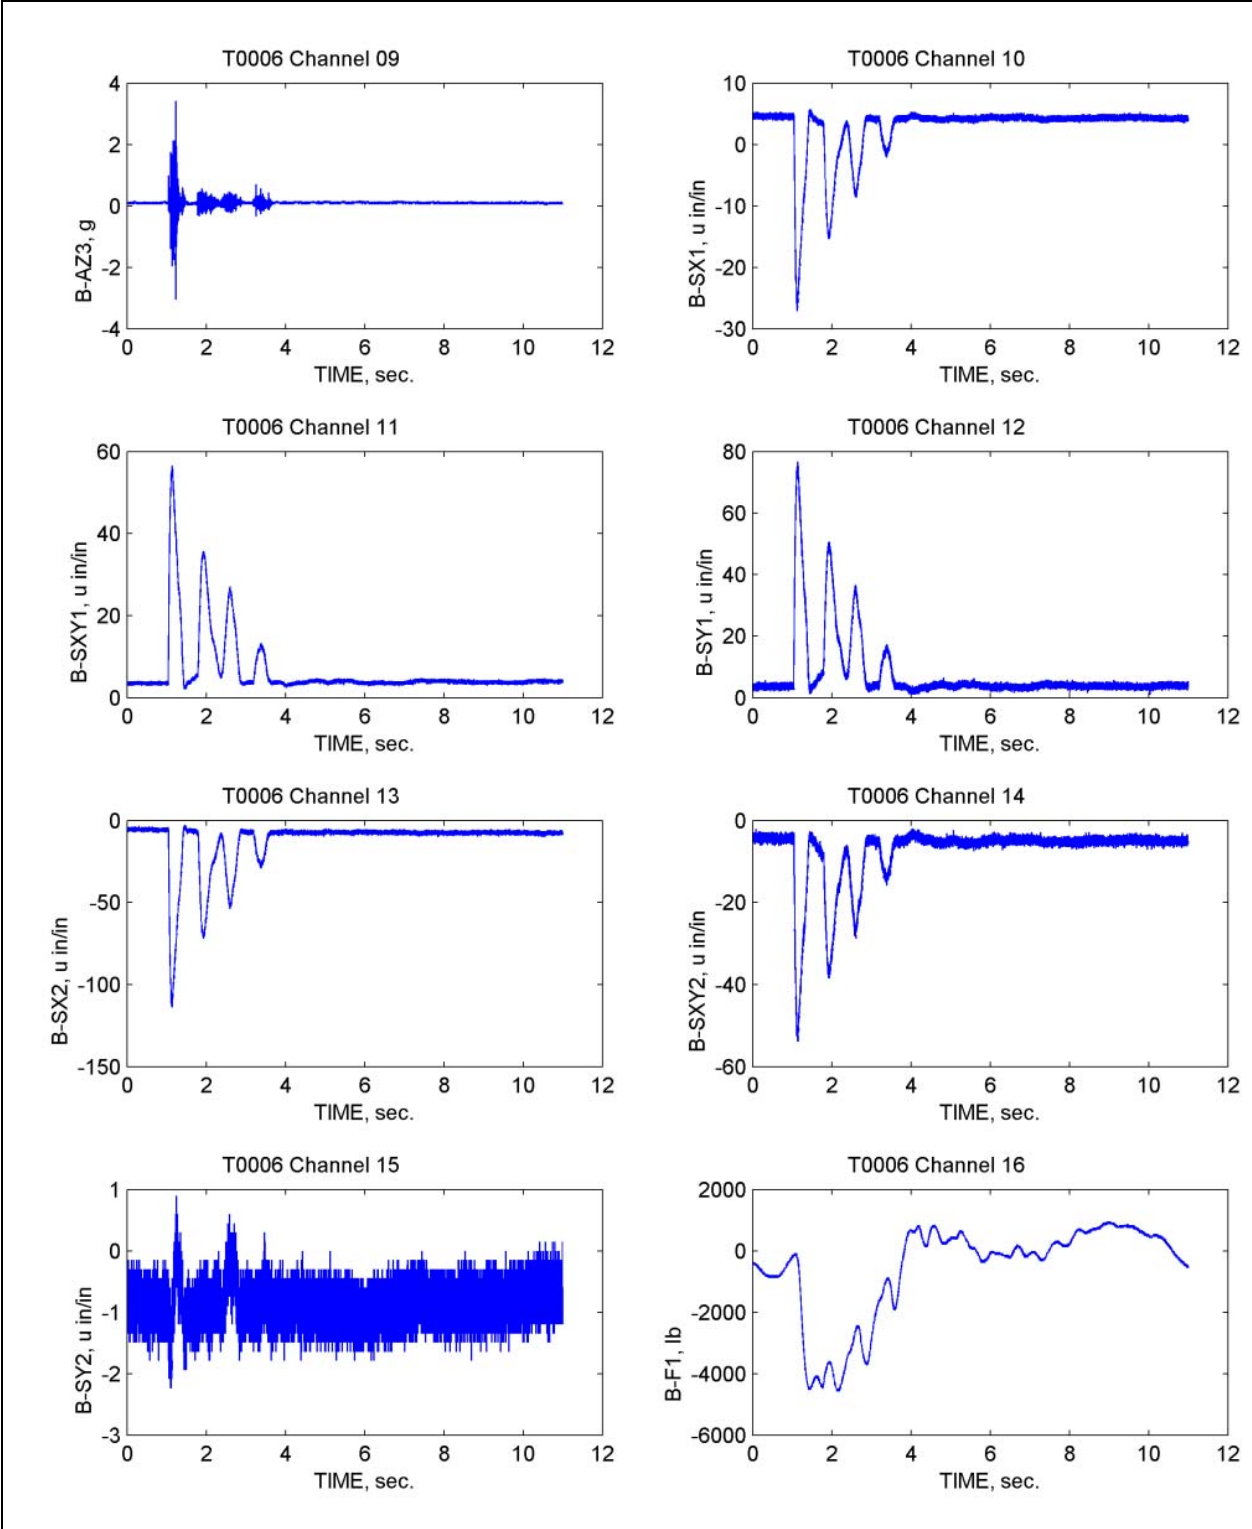 T0006 Channel 09
4
2
0
-2
-4
B-AZ3, g
0 2 4 6 8 10 12
TIME, sec.
T0006 Channel 10
10
0
-10
-20
-30
B-SX1, u in/in
0 2 4 6 8 10 12
TIME, sec.
T0006 Channel 11
60
40
20
0
B-SXY1, u in/in
0 2 4 6 8 10 12
TIME, sec.
T0006 Channel 12
80
60
40
20
0
B-SY1, u in/in
0 2 4 6 8 10 12
TIME, sec.
T0006 Channel 13
0
-50
-100
-150
B-SX2, u in/in
0 2 4 6 8 10 12
TIME, sec.
T0006 Channel 14
0
-20
-40
-60
B-SXY2, u in/in
0 2 4 6 8 10 12
TIME, sec.
T0006 Channel 15
1
0
-1
-2
-3
B-SY2, u in/in
0 2 4 6 8 10 12
TIME, sec.
T0006 Channel 16
2000
0
-2000
-4000
-6000
B-F1, lb
0 2 4 6 8 10 12
TIME, sec.